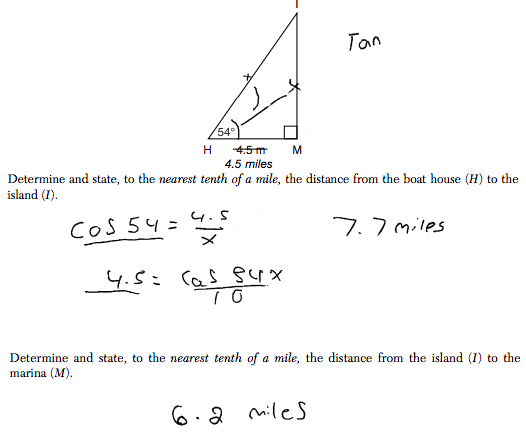 I
Tan
x
x
54°
H 4.5 m M
4.5 miles
Determine and state, to the nearest tenth of a mile, the distance from the boat house (H) to the
island (I).
cos 54 = 4.5/x
7.7 miles
4.5 = cos 54x
10
Determine and state, to the nearest tenth of a mile, the distance from the island (I) to the
marina (M).
6.2 miles